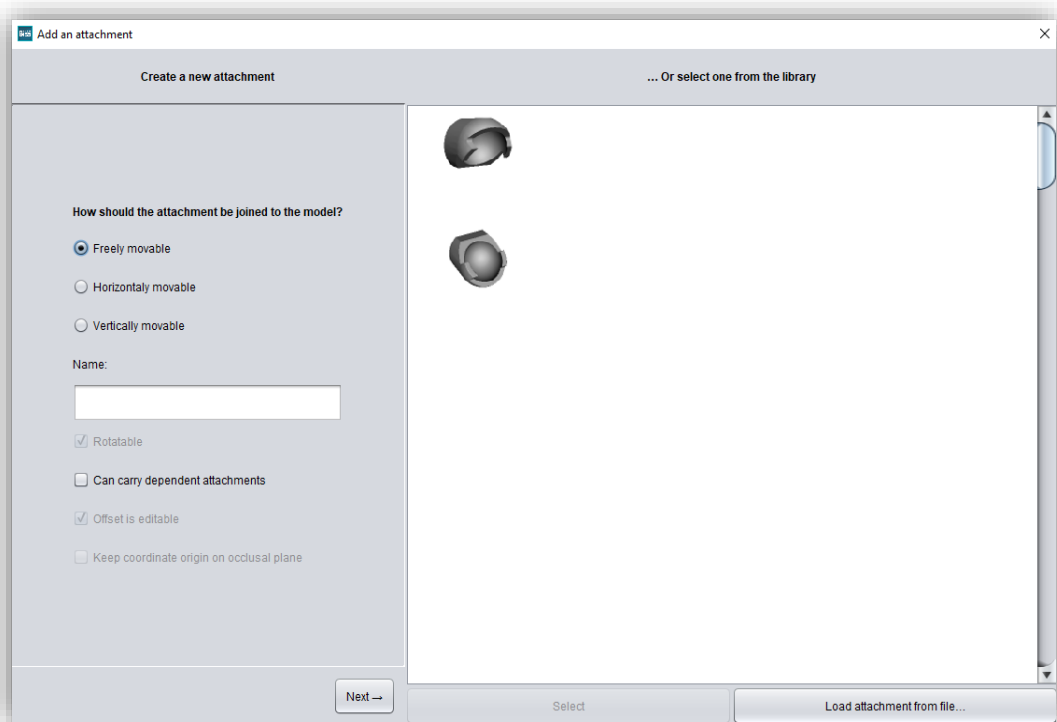 Add an attachment
Create a new attachment
... Or select one from the library
How should the attachment be joined to the model?
Freely movable
Horizontaly movable
Vertically movable
Name:
Rotatable
Can carry dependent attachments
Offset is editable
Keep coordinate origin on occlusal plane
Next →
Select
Load attachment from file...